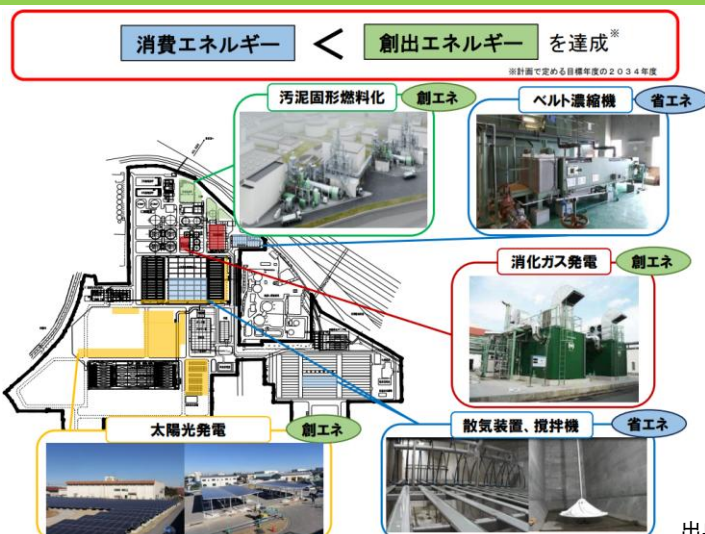 消費エネルギー < 創出エネルギー を達成※
※計画で定める目標年度の2034年度
汚泥固形燃料化 創エネ
ベルト濃縮機 省エネ
消化ガス発電 創エネ
太陽光発電 創エネ
散気装置、撹拌機 省エネ